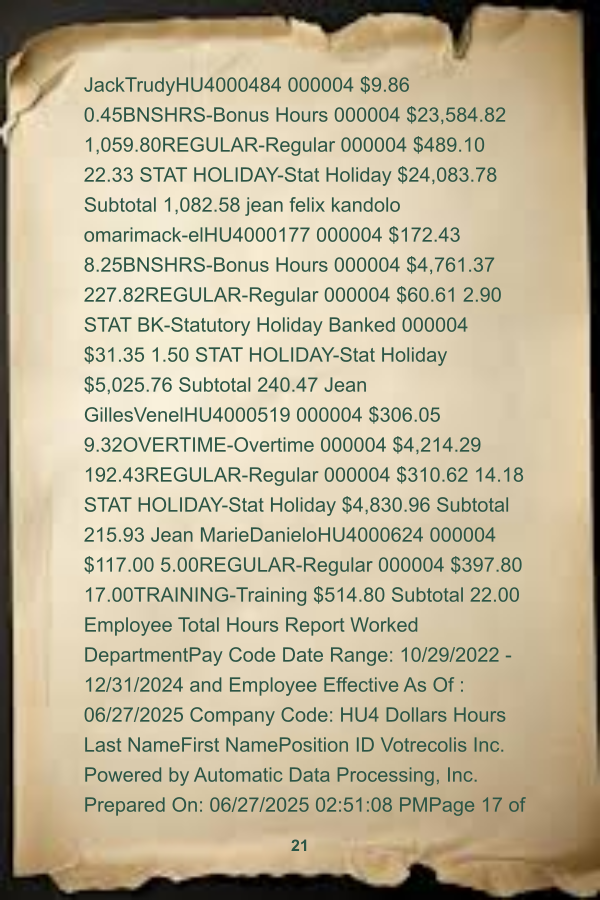 JackTrudyHU4000484 000004 $9.86
0.45BNSHRS-Bonus Hours 000004 $23,584.82
1,059.80REGULAR-Regular 000004 $489.10
22.33 STAT HOLIDAY-Stat Holiday $24,083.78
Subtotal 1,082.58 jean felix kandolo
omarimack-elHU4000177 000004 $172.43
8.25BNSHRS-Bonus Hours 000004 $4,761.37
227.82REGULAR-Regular 000004 $60.61 2.90
STAT BK-Statutory Holiday Banked 000004
$31.35 1.50 STAT HOLIDAY-Stat Holiday
$5,025.76 Subtotal 240.47 Jean
GillesVenelHU4000519 000004 $306.05
9.32OVERTIME-Overtime 000004 $4,214.29
192.43REGULAR-Regular 000004 $310.62 14.18
STAT HOLIDAY-Stat Holiday $4,830.96 Subtotal
215.93 Jean MarieDanieloHU4000624 000004
$117.00 5.00REGULAR-Regular 000004 $397.80
17.00TRAINING-Training $514.80 Subtotal 22.00
Employee Total Hours Report Worked
DepartmentPay Code Date Range: 10/29/2022 -
12/31/2024 and Employee Effective As Of :
06/27/2025 Company Code: HU4 Dollars Hours
Last NameFirst NamePosition ID Votrecolis Inc.
Powered by Automatic Data Processing, Inc.
Prepared On: 06/27/2025 02:51:08 PMPage 17 of
21